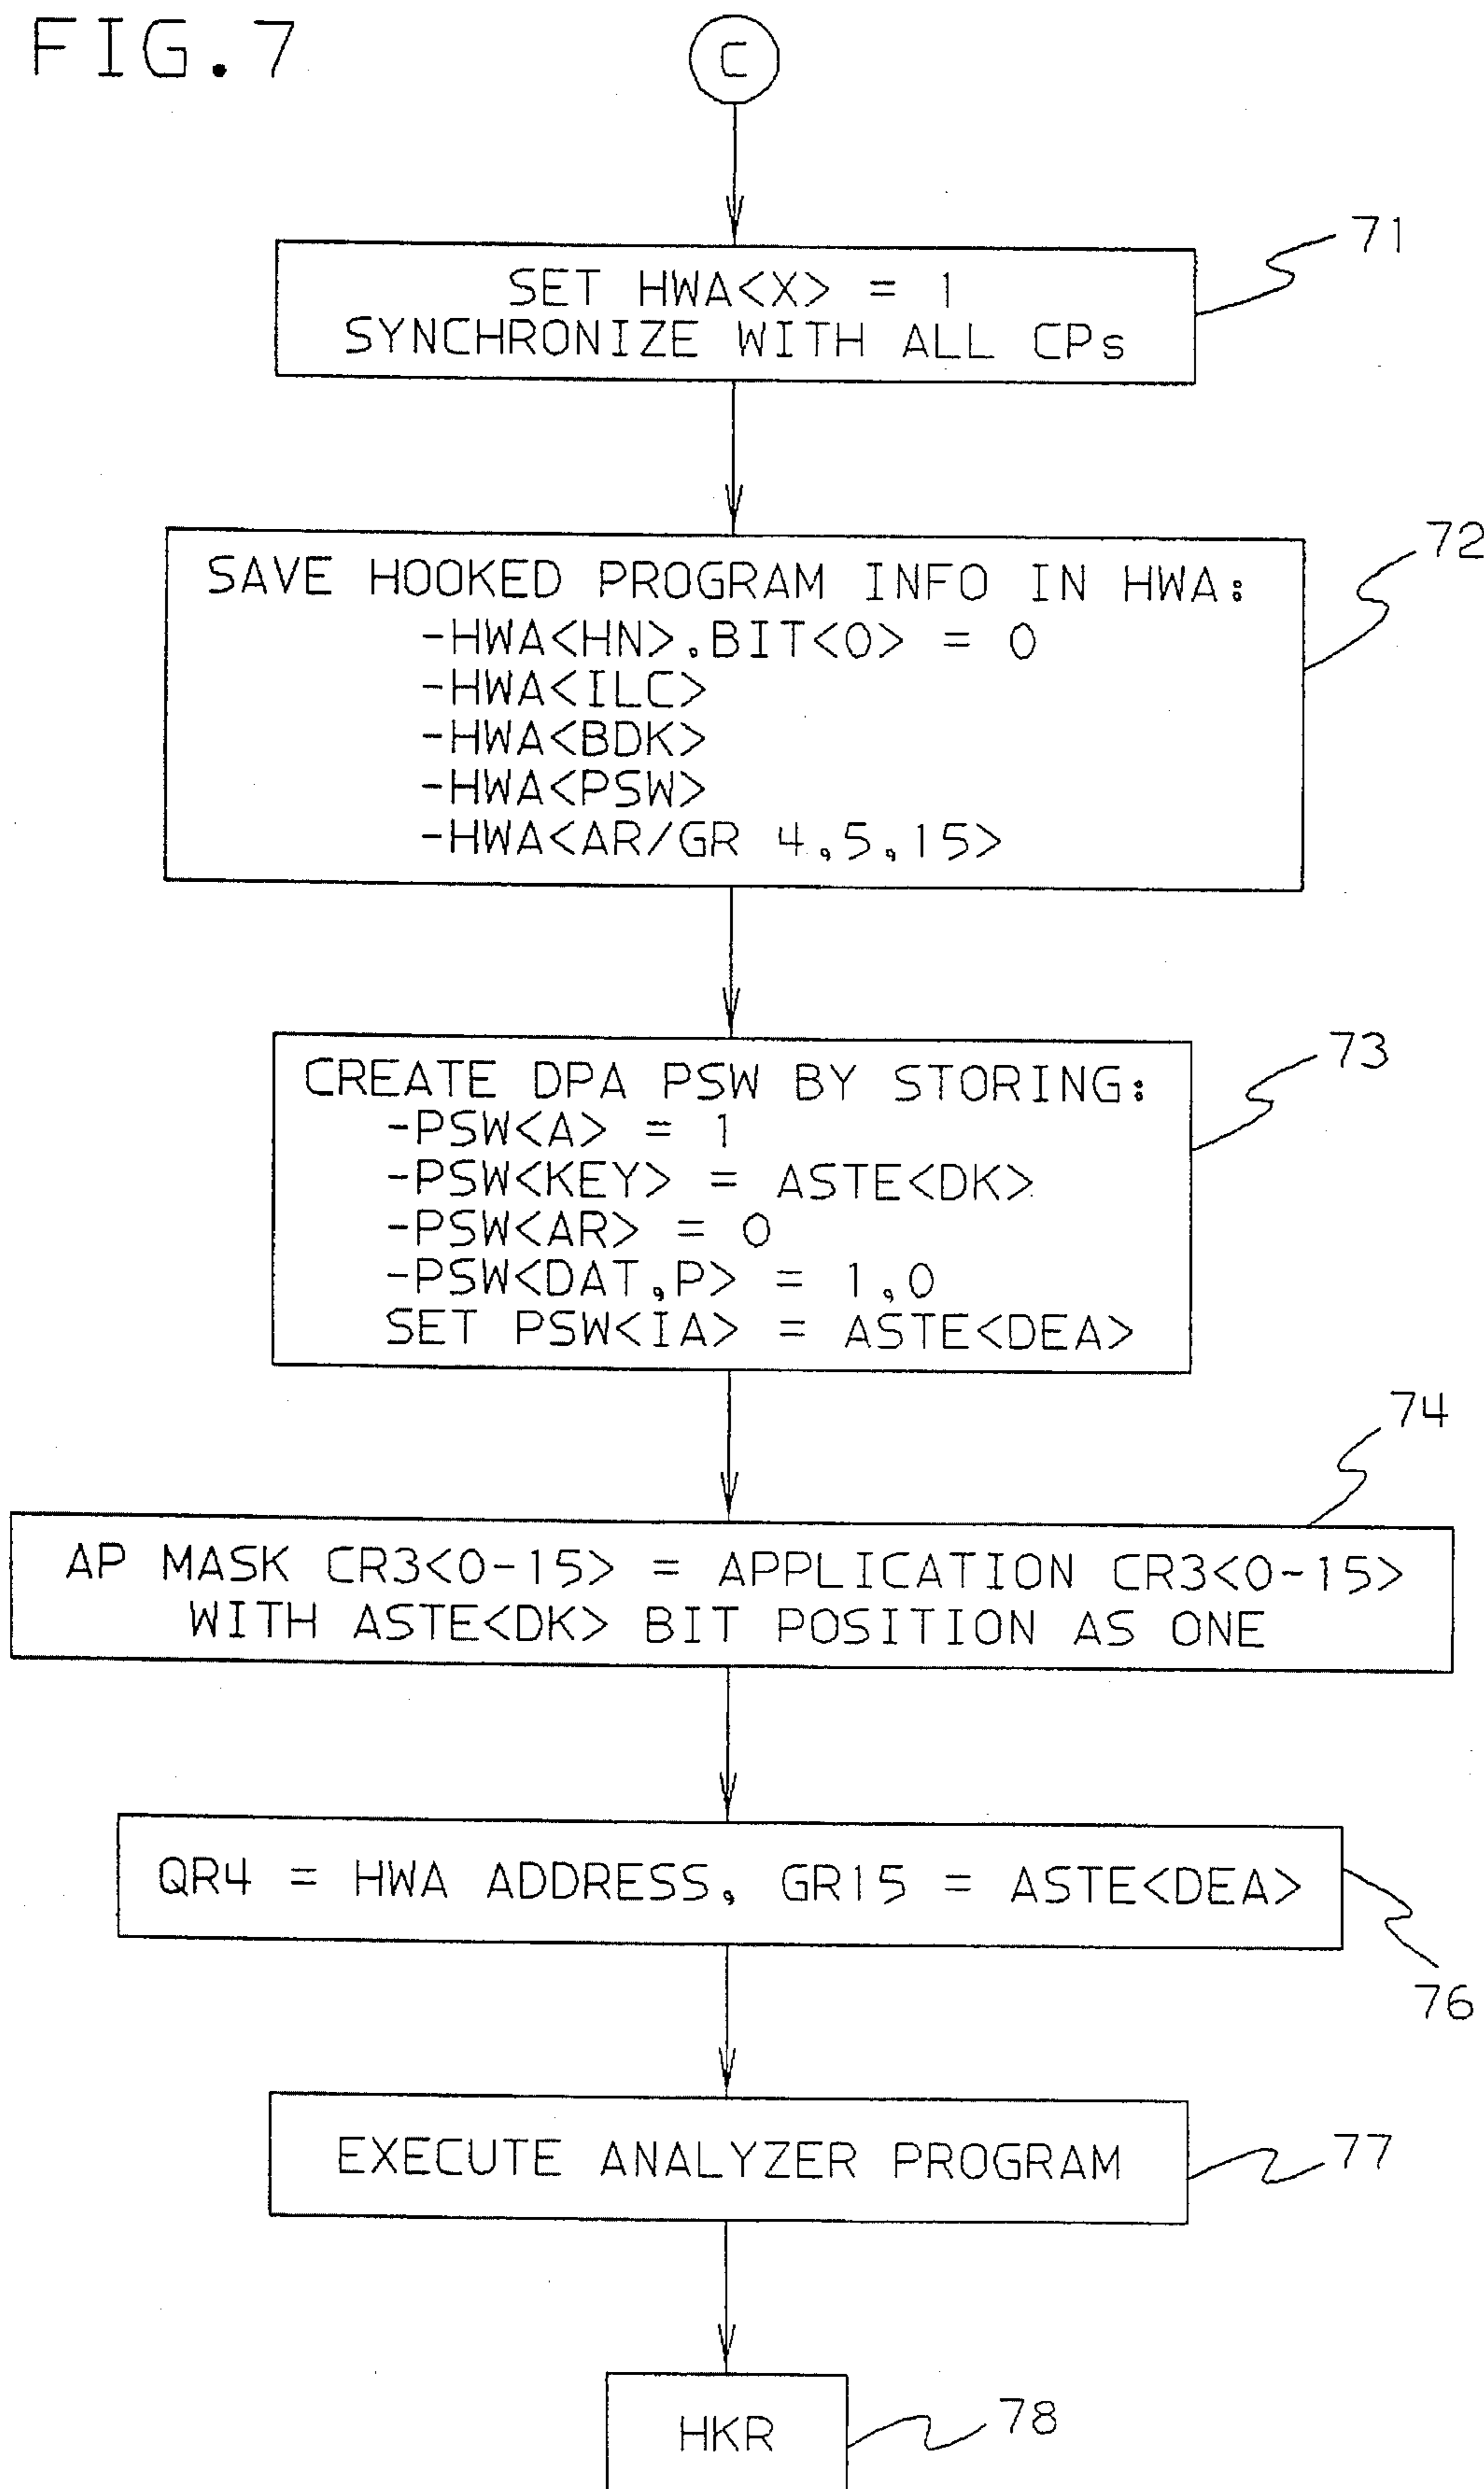 FIG.7
C
71
SET HWA<X> = 1
SYNCHRONIZE WITH ALL CPs
72
SAVE HOOKED PROGRAM INFO IN HWA:
-HWA<HN>.BIT<0> = 0
-HWA<ILC>
-HWA<BDK>
-HWA<PSW>
-HWA<AR/GR 4,5,15>
73
CREATE DPA PSW BY STORING:
-PSW<A> = 1
-PSW<KEY> = ASTE<DK>
-PSW<AR> = 0
-PSW<DAT,P> = 1,0
SET PSW<IA> = ASTE<DEA>
74
AP MASK CR3<0-15> = APPLICATION CR3<0-15>
WITH ASTE<DK> BIT POSITION AS ONE
QR4 = HWA ADDRESS, GR15 = ASTE<DEA>
76
EXECUTE ANALYZER PROGRAM
77
HKR
78